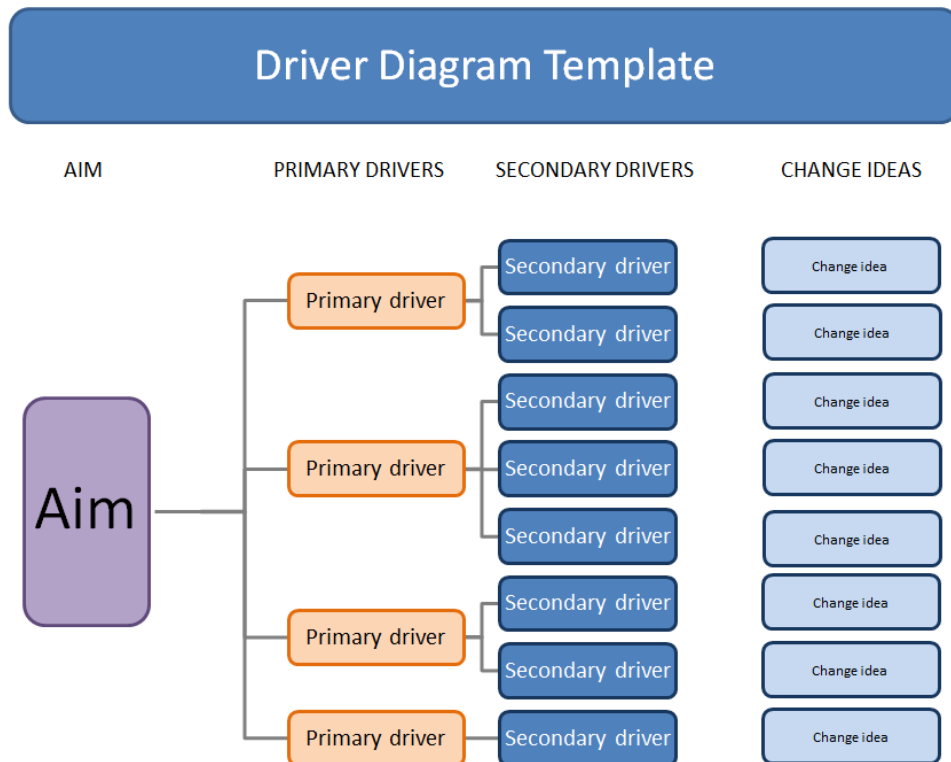 Driver Diagram Template
AIM PRIMARY DRIVERS SECONDARY DRIVERS CHANGE IDEAS
Aim
Primary driver
Secondary driver
Change idea
Secondary driver
Change idea
Primary driver
Secondary driver
Change idea
Secondary driver
Change idea
Secondary driver
Change idea
Primary driver
Secondary driver
Change idea
Secondary driver
Change idea
Primary driver
Secondary driver
Change idea